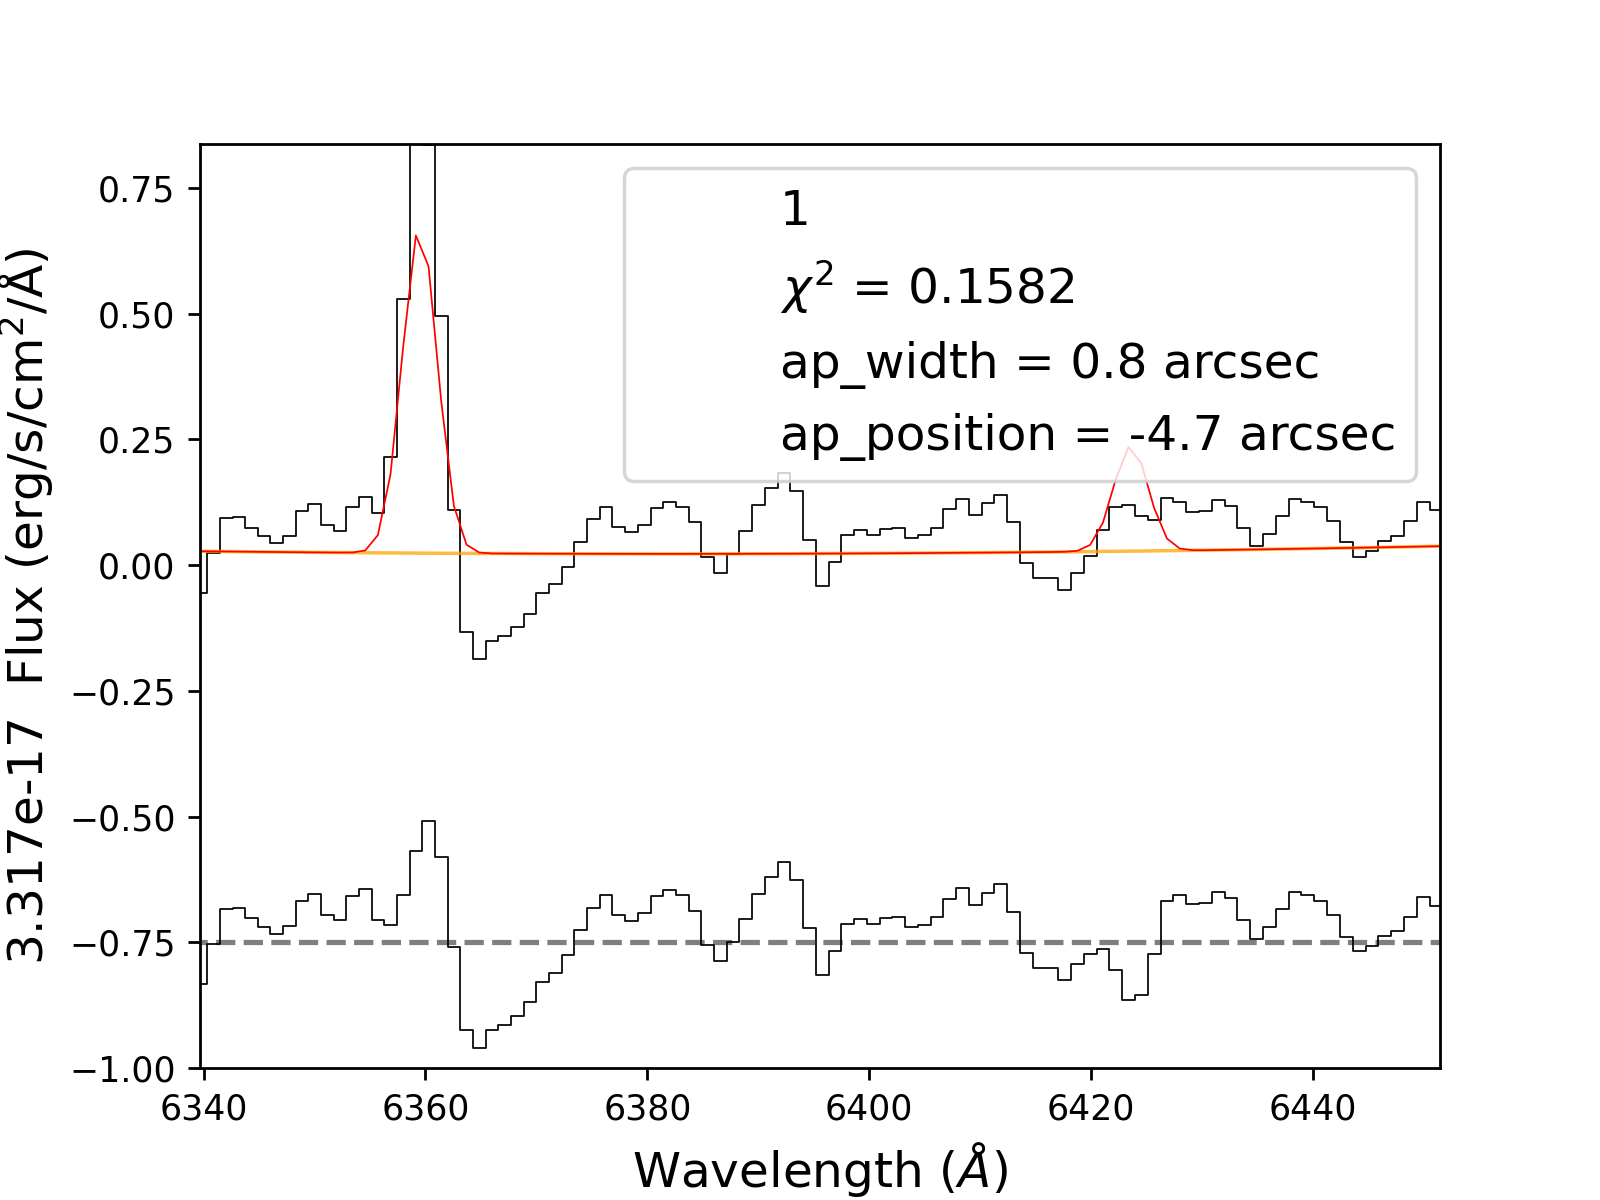 1
χ² = 0.1582
ap_width = 0.8 arcsec
ap_position = -4.7 arcsec
3.317e-17 Flux (erg/s/cm²/Å)
0.75
0.50
0.25
0.00
−0.25
−0.50
−0.75
−1.00
6340 6360 6380 6400 6420 6440
Wavelength (Å)